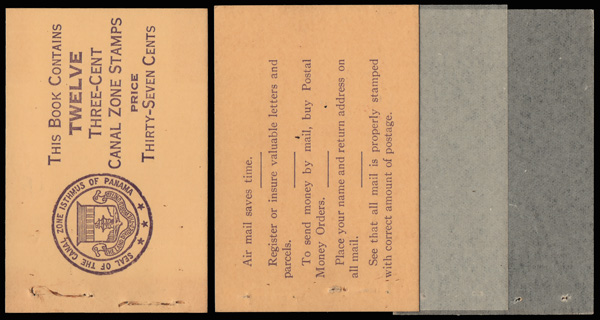 THIS BOOK CONTAINS
TWELVE
THREE-CENT
CANAL ZONE STAMPS
PRICE
THIRTY-SEVEN CENTS
SEAL OF THE CANAL ZONE ISTHMUS OF PANAMA
Air mail saves time.
Register or insure valuable letters and
parcels.
To send money by mail, buy Postal
Money Orders.
Place your name and return address on
all mail.
See that all mail is properly stamped
with correct amount of postage.